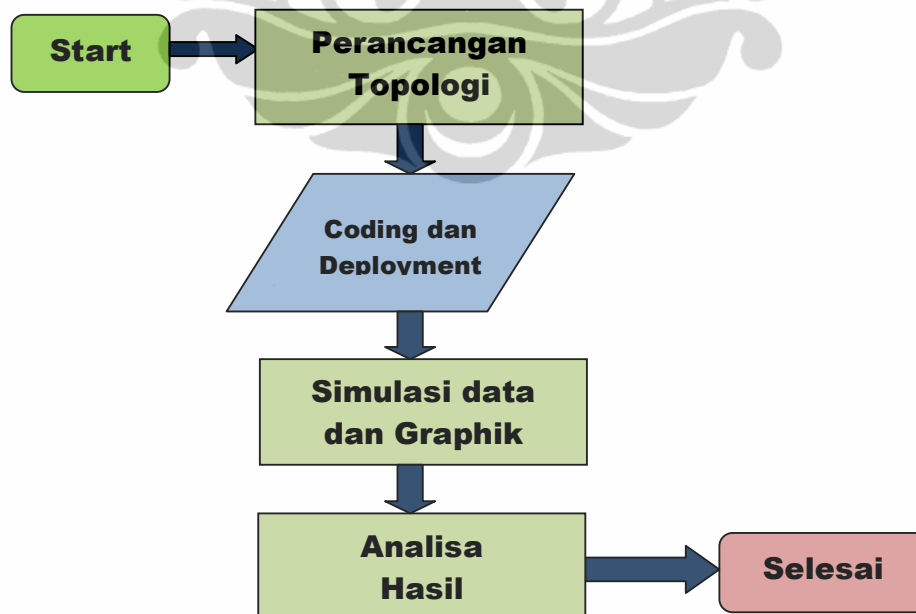 Start
Perancangan
Topologi
Coding dan
Deployment
Simulasi data
dan Graphik
Analisa
Hasil
Selesai